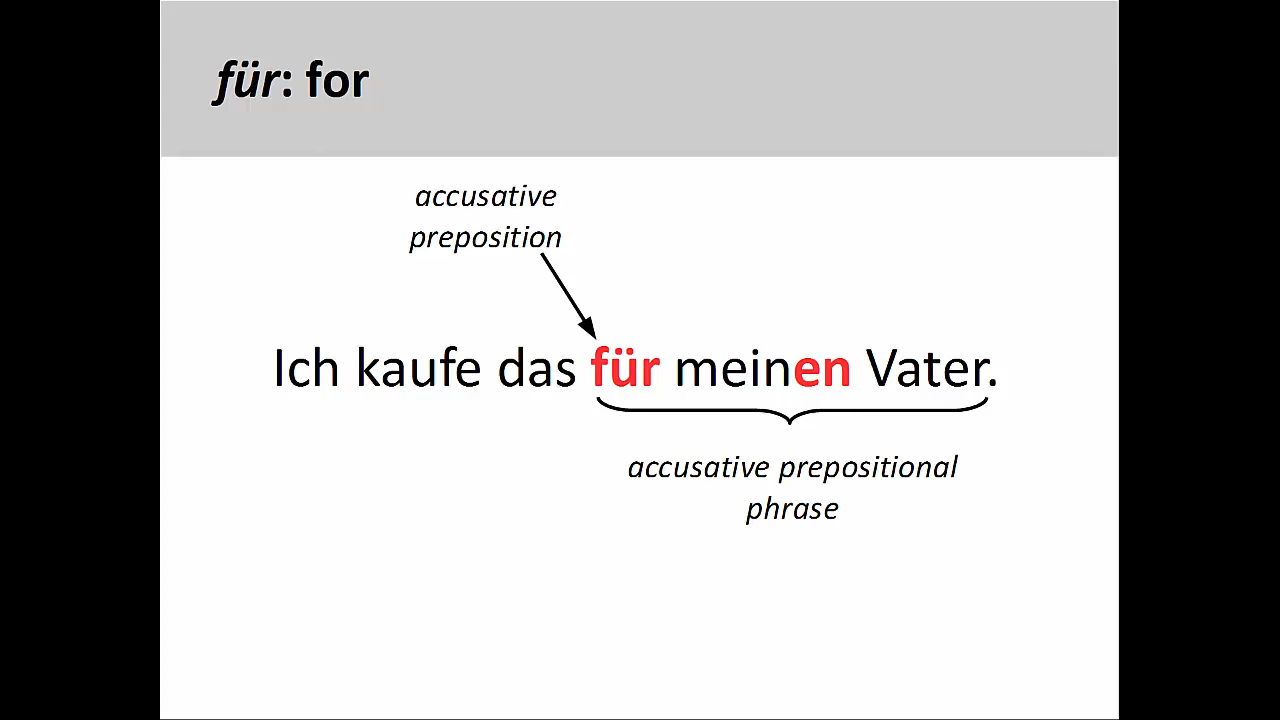 für: for
accusative
preposition
Ich kaufe das für meinen Vater.
accusative prepositional
phrase